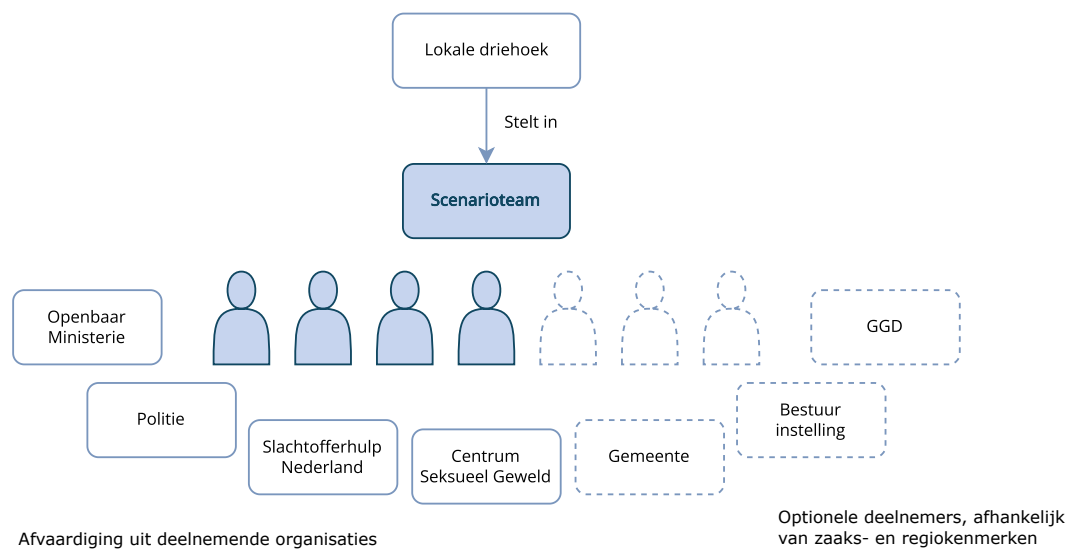 Lokale driehoek
Stelt in
Scenarioteam
Openbaar
Ministerie
Politie
Slachtofferhulp
Nederland
Centrum
Seksueel Geweld
Gemeente
Bestuur
instelling
GGD
Afvaardiging uit deelnemende organisaties
Optionele deelnemers, afhankelijk
van zaaks- en regiokenmerken